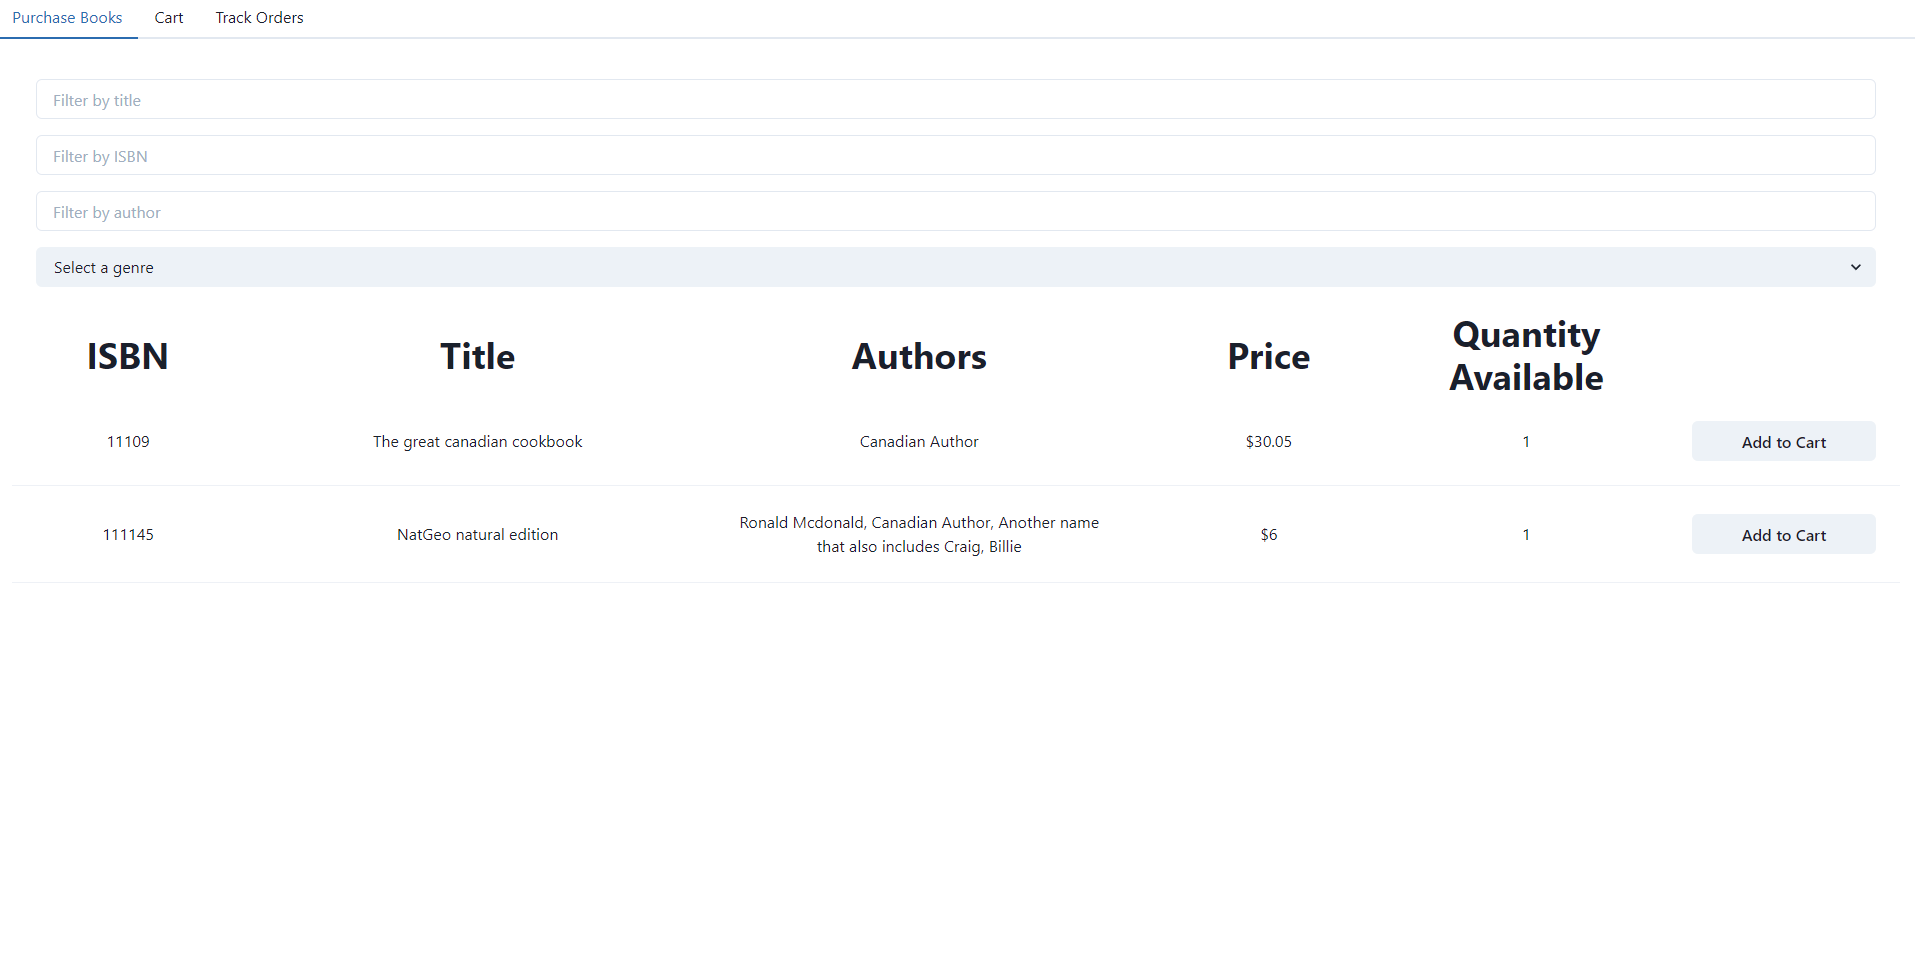 Purchase Books Cart Track Orders
Filter by title
Filter by ISBN
Filter by author
Select a genre
ISBN Title Authors Price Quantity
Available
11109 The great canadian cookbook Canadian Author $30.05 1 Add to Cart
111145 NatGeo natural edition Ronald Mcdonald, Canadian Author, Another name
that also includes Craig, Billie $6 1 Add to Cart